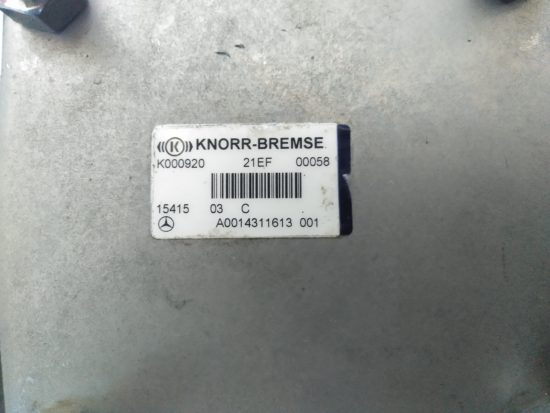 K KNORR-BREMSE
K000920 21EF 00058
15415 03 C
A0014311613 001